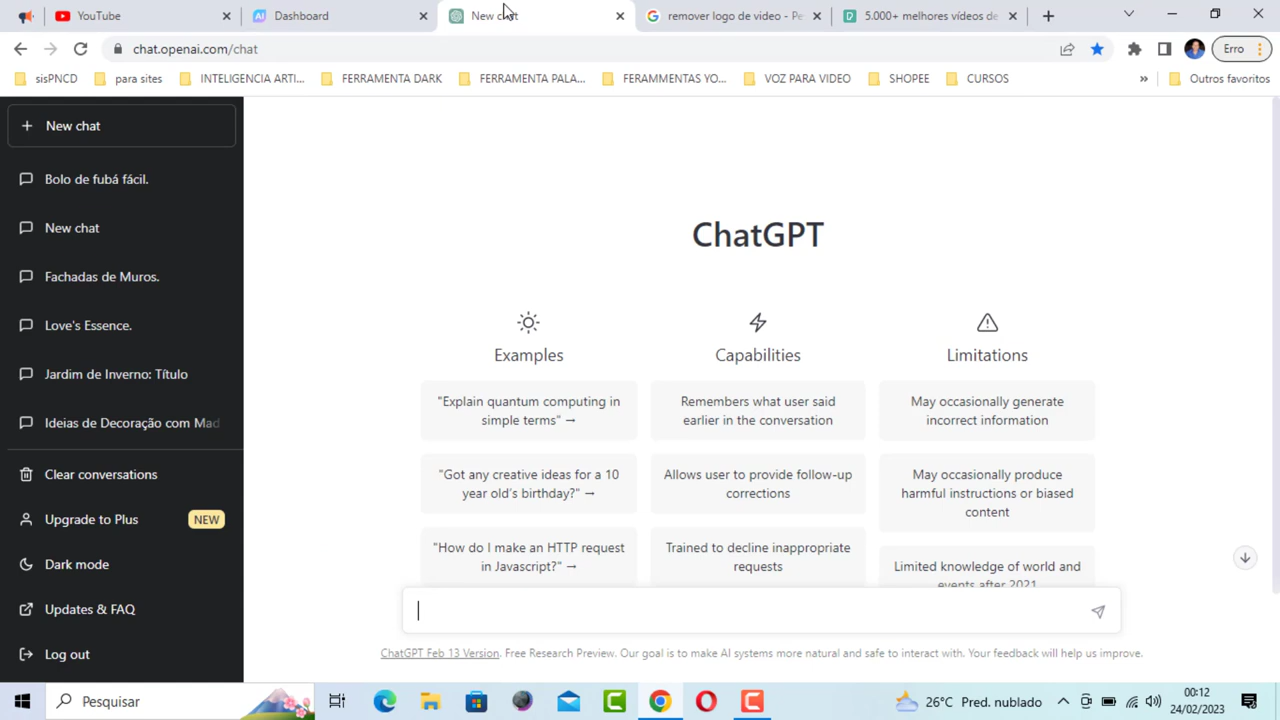 YouTube
Dashboard
New chat
remover logo de video - Pe
5.000+ melhores vídeos de
chat.openai.com/chat
Erro
sisPNCD
para sites
INTELIGENCIA ARTI...
FERRAMENTA DARK
FERRAMENTA PALA...
FERAMMENTAS YO...
VOZ PARA VIDEO
SHOPEE
CURSOS
»
Outros favoritos
+ New chat
Bolo de fubá fácil.
New chat
Fachadas de Muros.
Love's Essence.
Jardim de Inverno: Título
Ideias de Decoração com Mad
Clear conversations
Upgrade to Plus NEW
Dark mode
Updates & FAQ
Log out
ChatGPT
Examples
"Explain quantum computing in
simple terms" →
"Got any creative ideas for a 10
year old's birthday?" →
"How do I make an HTTP request
in Javascript?" →
Capabilities
Remembers what user said
earlier in the conversation
Allows user to provide follow-up
corrections
Trained to decline inappropriate
requests
Limitations
May occasionally generate
incorrect information
May occasionally produce
harmful instructions or biased
content
Limited knowledge of world and
events after 2021
ChatGPT Feb 13 Version. Free Research Preview. Our goal is to make AI systems more natural and safe to interact with. Your feedback will help us improve.
Pesquisar
26°C Pred. nublado
00:12
24/02/2023